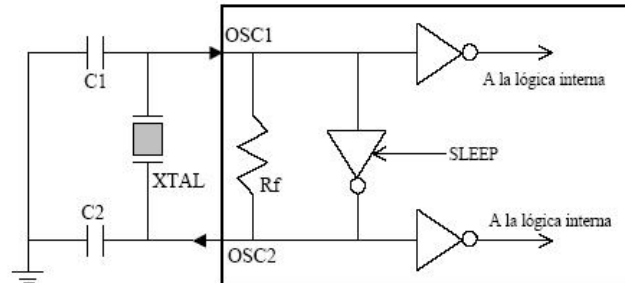 OSC1
C1
A la lógica interna
SLEEP
XTAL
Rf
C2
A la lógica interna
OSC2